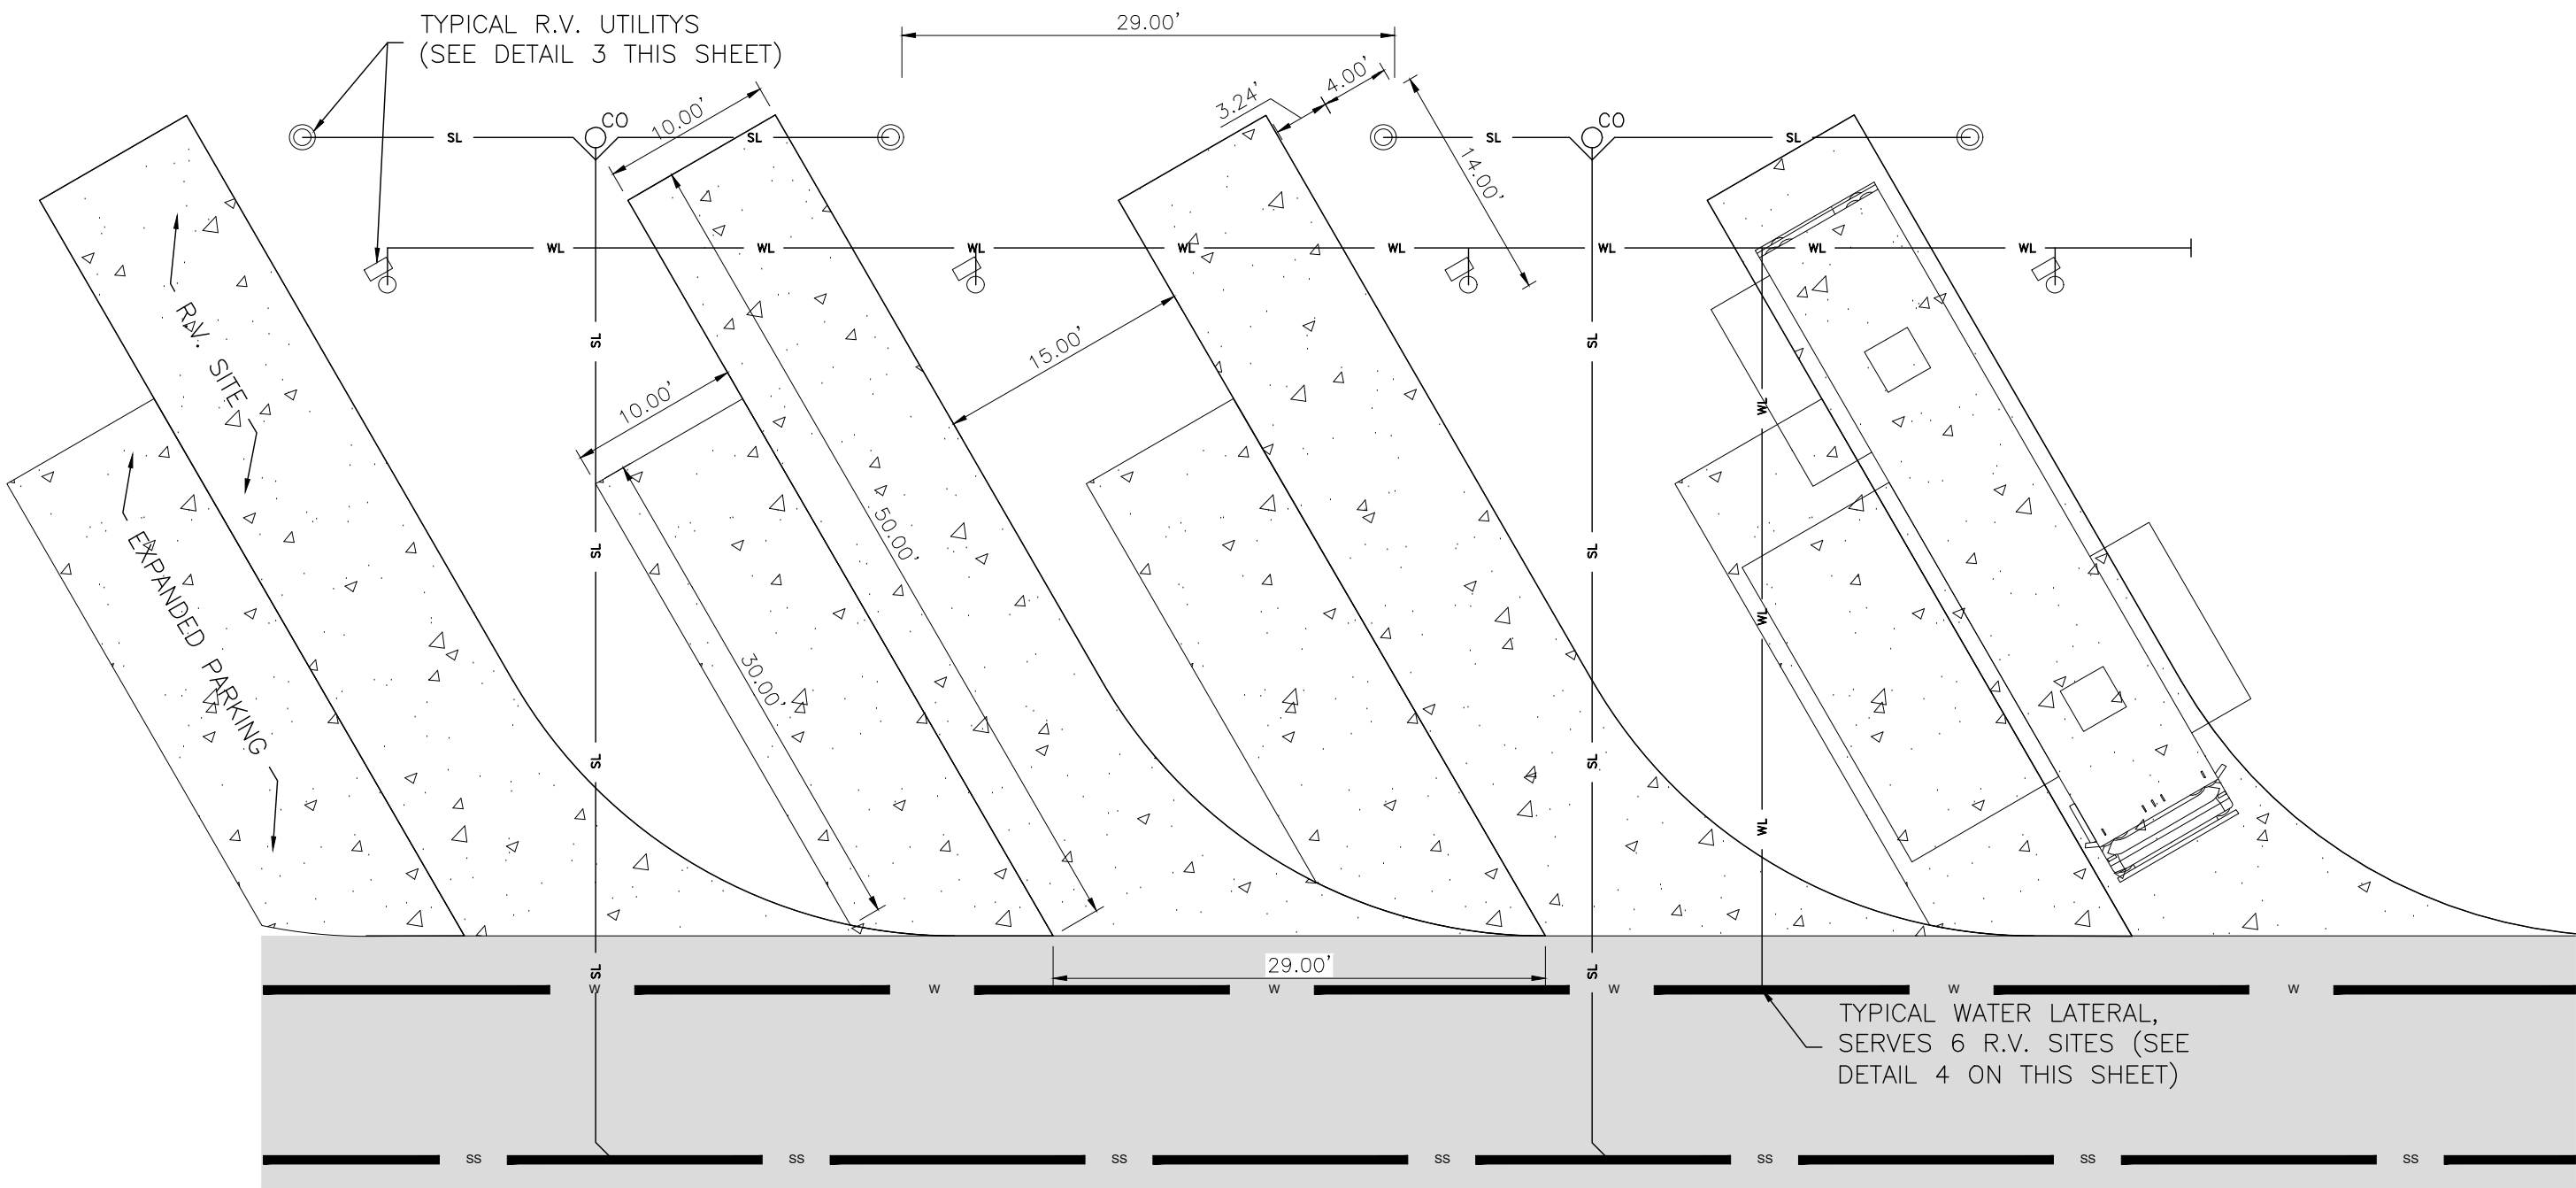 TYPICAL R.V. UTILITYS
(SEE DETAIL 3 THIS SHEET)
29.00'
3.24'
4.00'
10.00'
14.00'
CO
CO
SL
SL
SL
SL
WL
WL
WL
WL
WL
WL
WL
WL
R.V. SITE
15.00'
10.00'
SL
SL
WL
SL
SL
50.00'
EXPANDED PARKING
30.00'
WL
SL
SL
WL
29.00'
SL
SL
W
W
W
W
W
W
TYPICAL WATER LATERAL,
SERVES 6 R.V. SITES (SEE
DETAIL 4 ON THIS SHEET)
SS
SS
SS
SS
SS
SS
SS